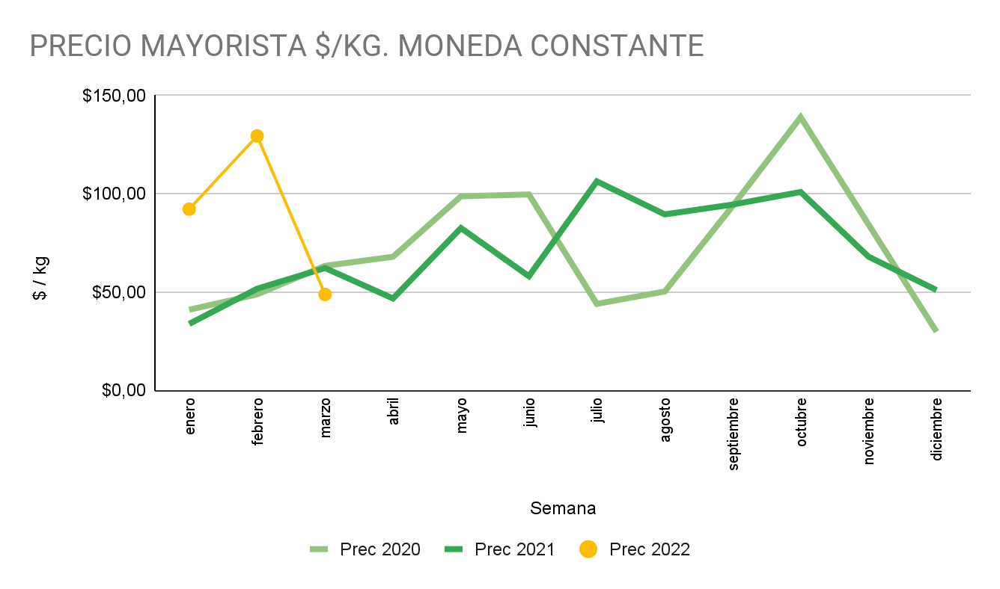 PRECIO MAYORISTA $/KG. MONEDA CONSTANTE
$150,00
$100,00
$50,00
$0,00
$ / kg
enero
febrero
marzo
abril
mayo
junio
julio
agosto
septiembre
octubre
noviembre
diciembre
Semana
Prec 2020 Prec 2021 Prec 2022